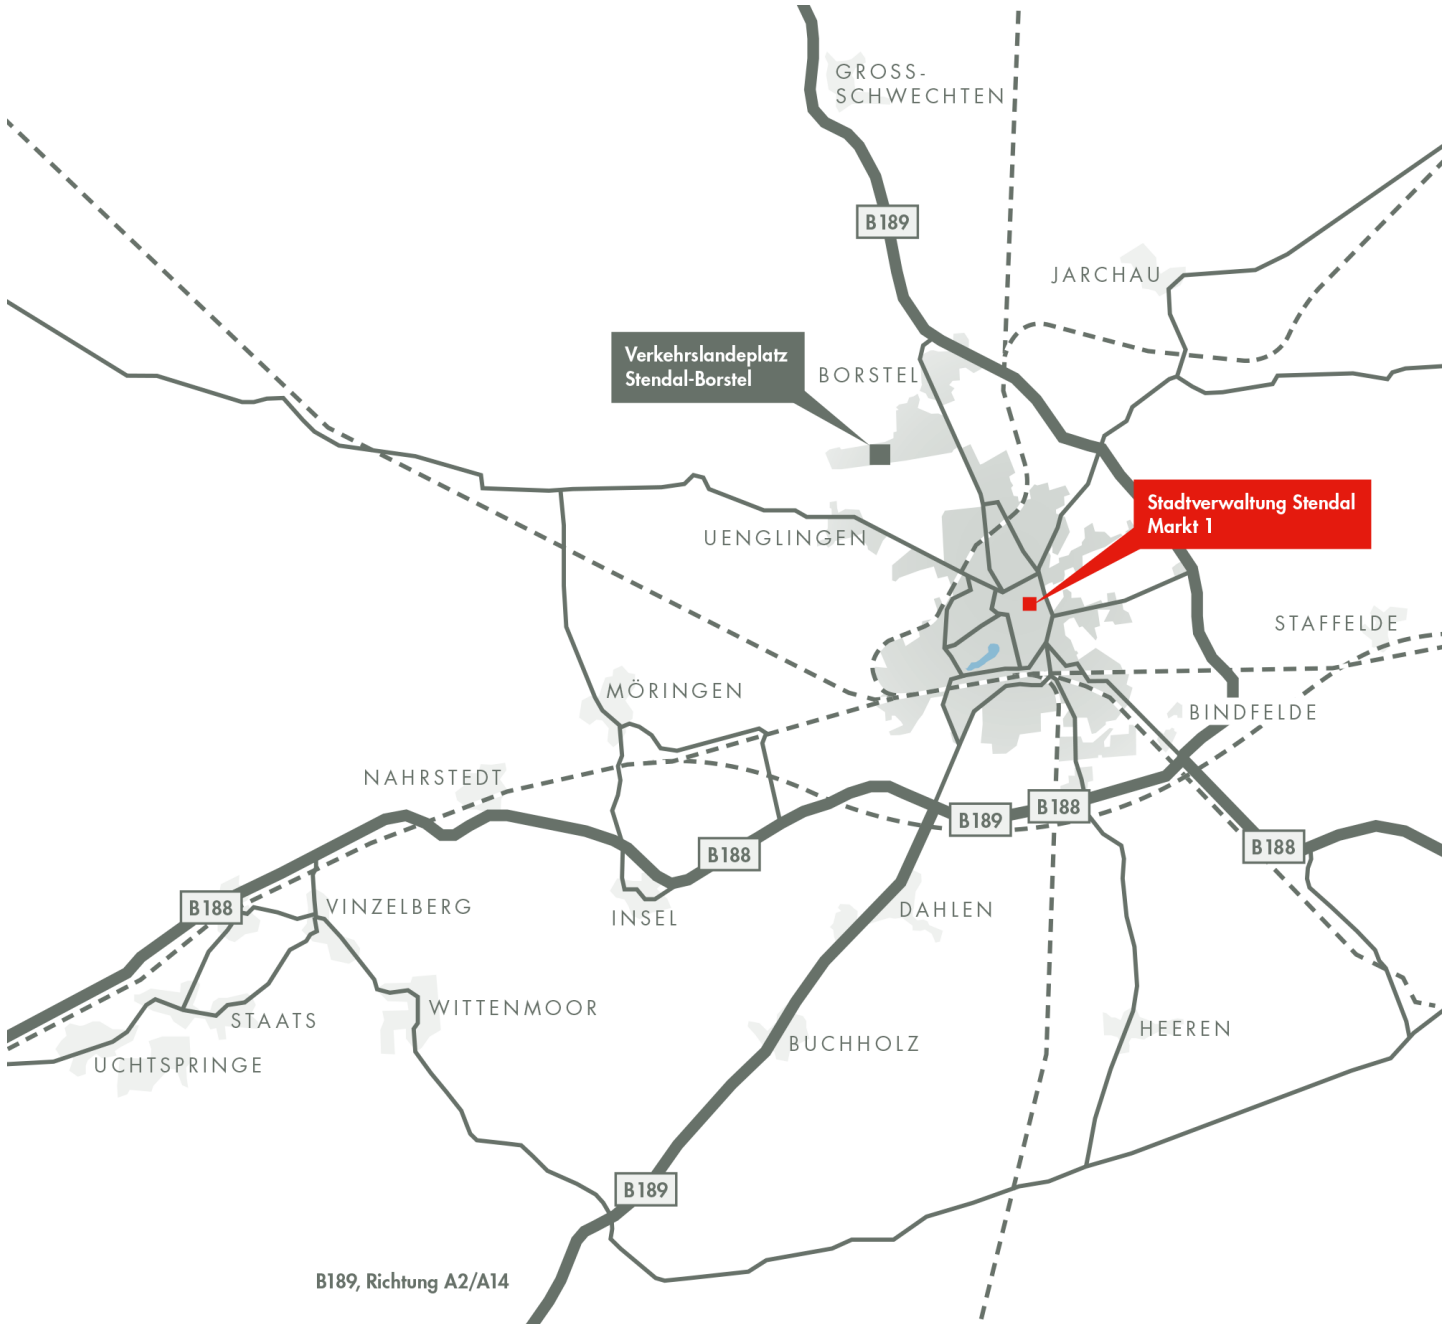 GROSS-
SCHWECHTEN
B189
JARCHAU
Verkehrslandeplatz
Stendal-Borstel
BORSTEL
Stadtverwaltung Stendal
Markt 1
UENGLINGEN
STAFFELDE
MÖRINGEN
BINDFELDE
NAHRSTEDT
B188
B189
B188
B188
B188
VINZELBERG
INSEL
DAHLEN
WITTENMOOR
STAATS
HEEREN
BUCHHOLZ
UCHTSPRINGE
B189
B189, Richtung A2/A14